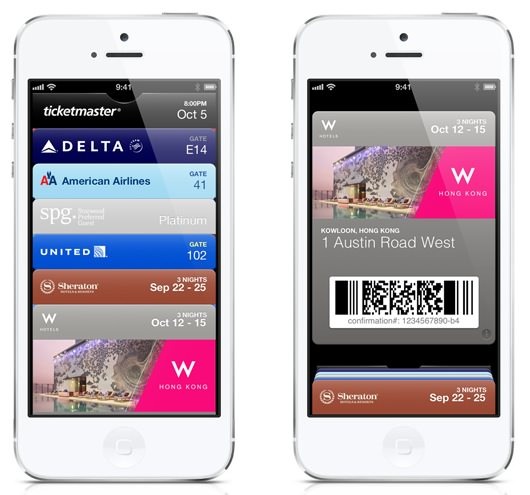 9:41
ticketmaster®
8:00PM
Oct 5
DELTA
GATE
E14
AA American Airlines
GATE
41
spg. Starwood
Preferred
Guest
Platinum
UNITED
GATE
102
Sheraton
HOTELS & RESORTS
3 NIGHTS
Sep 22 - 25
W
HOTELS
3 NIGHTS
Oct 12 - 15
W
HONG KONG
9:41
W
HOTELS
3 NIGHTS
Oct 12 - 15
W
HONG KONG
KOWLOON, HONG KONG
1 Austin Road West
confirmation#: 1234567890-b4
Sheraton
HOTELS & RESORTS
3 NIGHTS
Sep 22 - 25